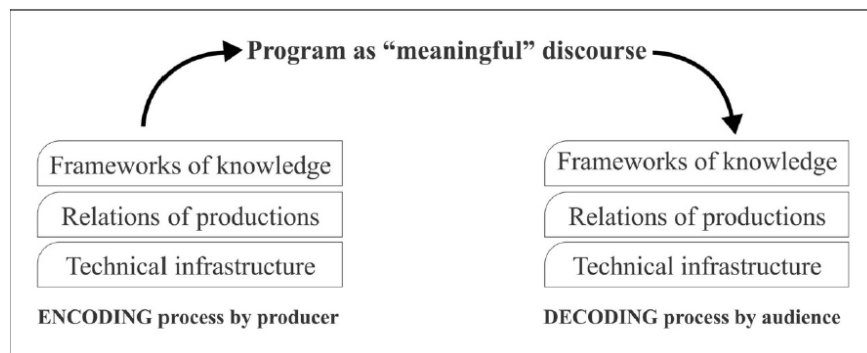 Program as “meaningful” discourse
Frameworks of knowledge
Relations of productions
Technical infrastructure
ENCODING process by producer
Frameworks of knowledge
Relations of productions
Technical infrastructure
DECODING process by audience